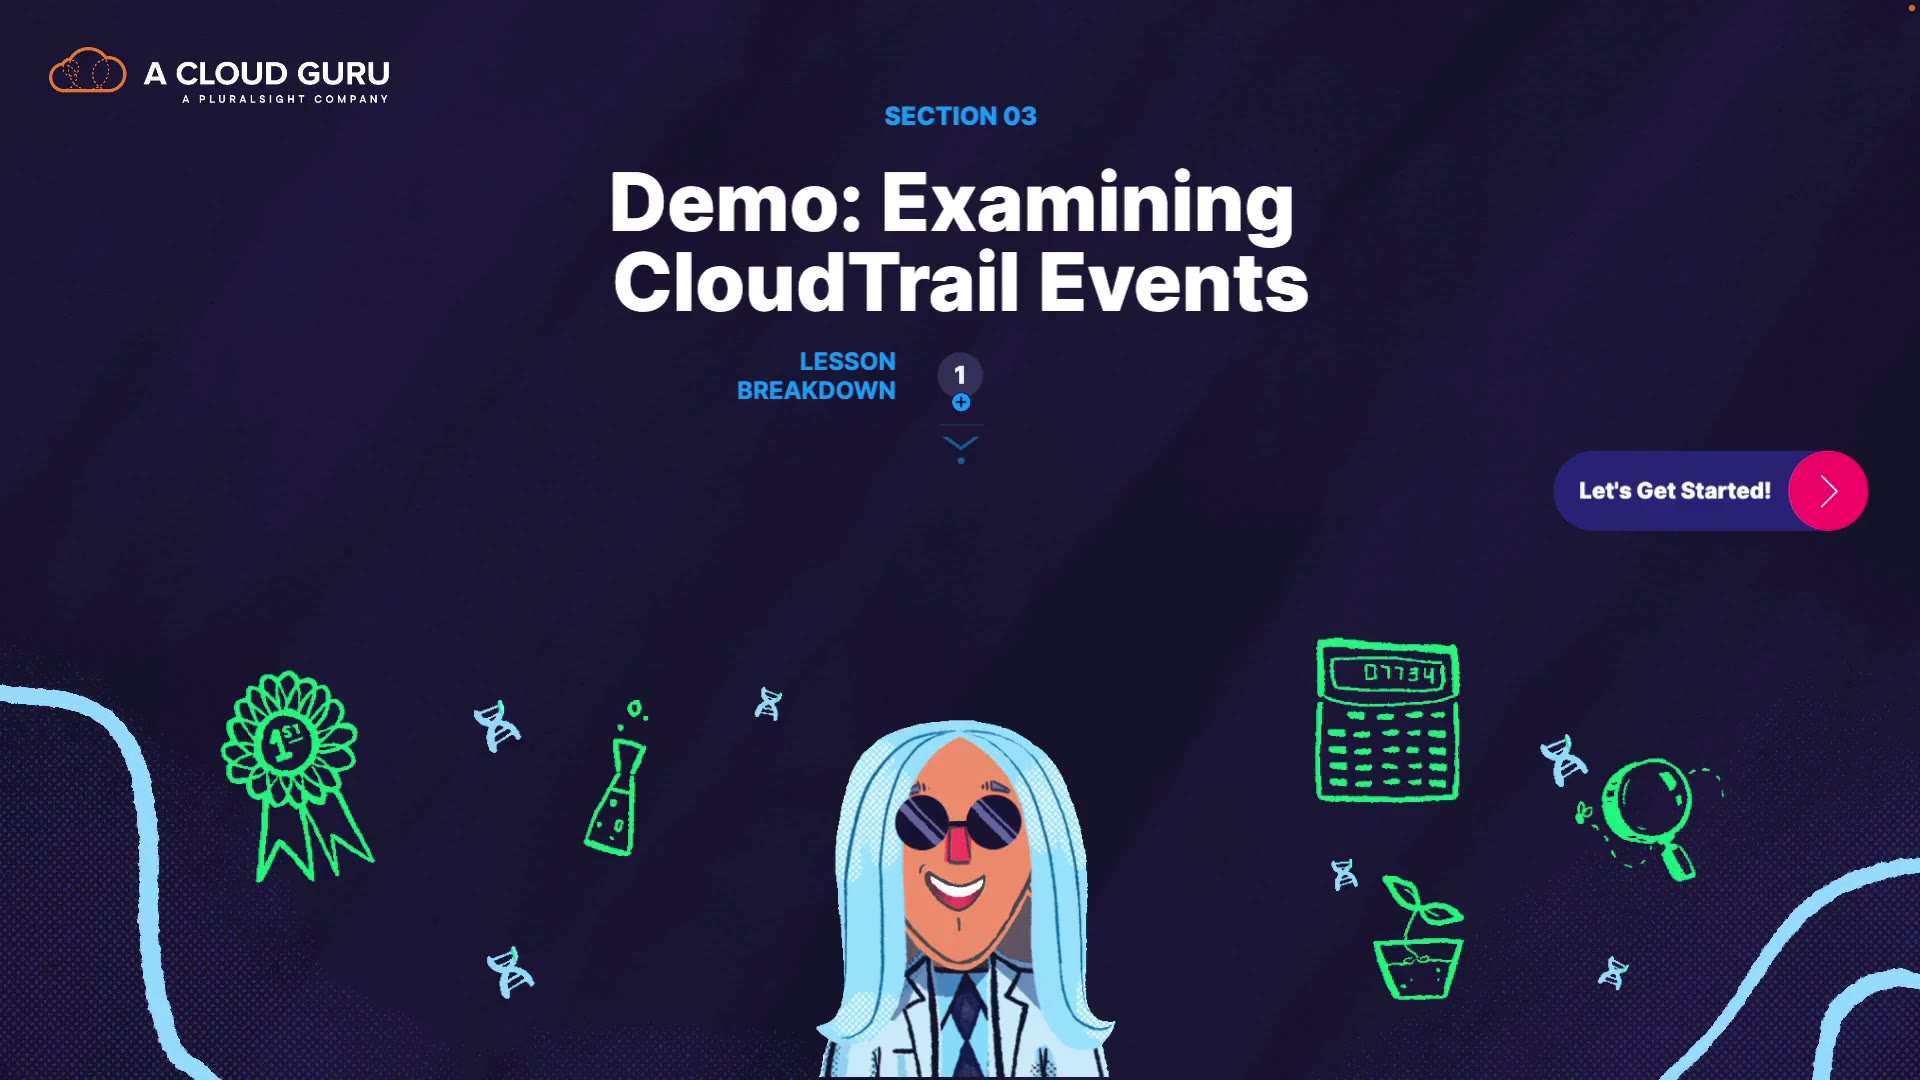 A CLOUD GURU
A PLURALSIGHT COMPANY
SECTION 03
Demo: Examining
CloudTrail Events
LESSON
BREAKDOWN
1
Let's Get Started!
1ST
07734